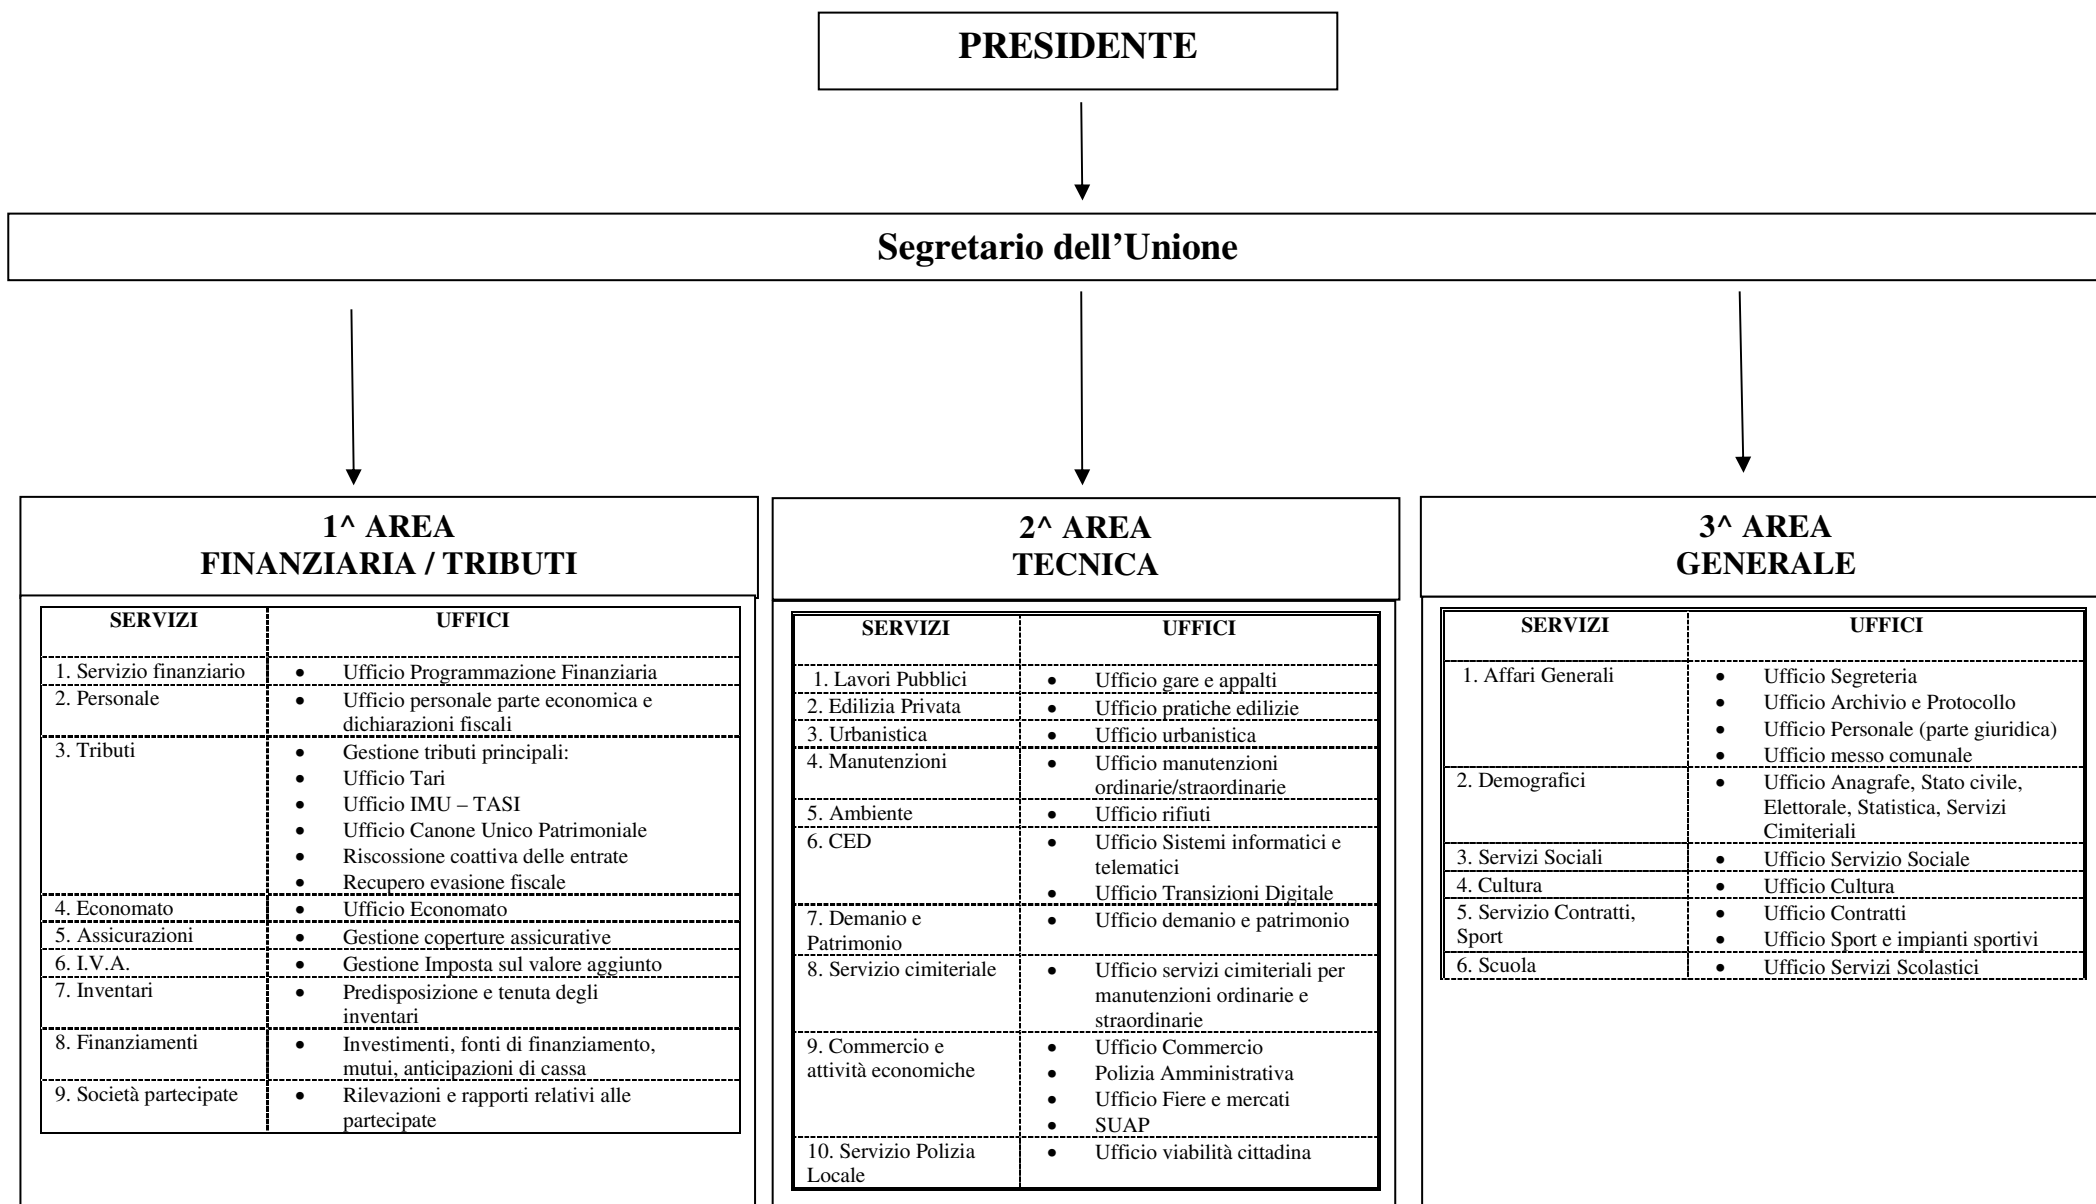 PRESIDENTE
Segretario dell’Unione
1^ AREA
FINANZIARIA / TRIBUTI
SERVIZI UFFICI
1. Servizio finanziario • Ufficio Programmazione Finanziaria
2. Personale • Ufficio personale parte economica e
dichiarazioni fiscali
3. Tributi • Gestione tributi principali:
• Ufficio Tari
• Ufficio IMU – TASI
• Ufficio Canone Unico Patrimoniale
• Riscossione coattiva delle entrate
• Recupero evasione fiscale
4. Economato • Ufficio Economato
5. Assicurazioni • Gestione coperture assicurative
6. I.V.A. • Gestione Imposta sul valore aggiunto
7. Inventari • Predisposizione e tenuta degli
inventari
8. Finanziamenti • Investimenti, fonti di finanziamento,
mutui, anticipazioni di cassa
9. Società partecipate • Rilevazioni e rapporti relativi alle
partecipate
2^ AREA
TECNICA
SERVIZI UFFICI
1. Lavori Pubblici • Ufficio gare e appalti
2. Edilizia Privata • Ufficio pratiche edilizie
3. Urbanistica • Ufficio urbanistica
4. Manutenzioni • Ufficio manutenzioni
ordinarie/straordinarie
5. Ambiente • Ufficio rifiuti
6. CED • Ufficio Sistemi informatici e
telematici
• Ufficio Transizioni Digitale
7. Demanio e • Ufficio demanio e patrimonio
Patrimonio
8. Servizio cimiteriale • Ufficio servizi cimiteriali per
manutenzioni ordinarie e
straordinarie
9. Commercio e • Ufficio Commercio
attività economiche • Polizia Amministrativa
• Ufficio Fiere e mercati
• SUAP
10. Servizio Polizia • Ufficio viabilità cittadina
Locale
3^ AREA
GENERALE
SERVIZI UFFICI
1. Affari Generali • Ufficio Segreteria
• Ufficio Archivio e Protocollo
• Ufficio Personale (parte giuridica)
• Ufficio messo comunale
2. Demografici • Ufficio Anagrafe, Stato civile,
Elettorale, Statistica, Servizi
Cimiteriali
3. Servizi Sociali • Ufficio Servizio Sociale
4. Cultura • Ufficio Cultura
5. Servizio Contratti, • Ufficio Contratti
Sport • Ufficio Sport e impianti sportivi
6. Scuola • Ufficio Servizi Scolastici